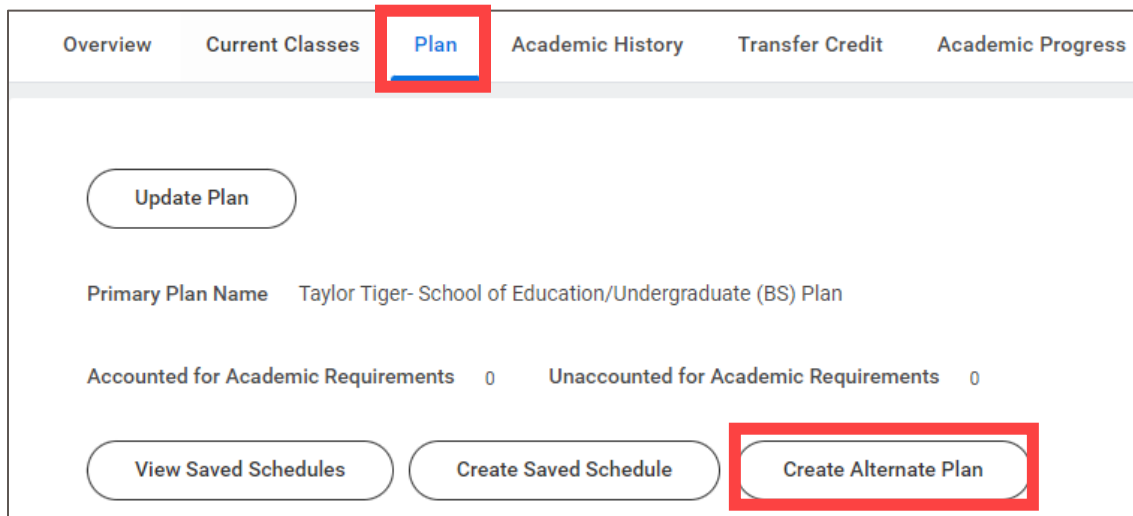 Overview Current Classes Plan Academic History Transfer Credit Academic Progress
Update Plan
Primary Plan Name Taylor Tiger- School of Education/Undergraduate (BS) Plan
Accounted for Academic Requirements 0 Unaccounted for Academic Requirements 0
View Saved Schedules Create Saved Schedule Create Alternate Plan